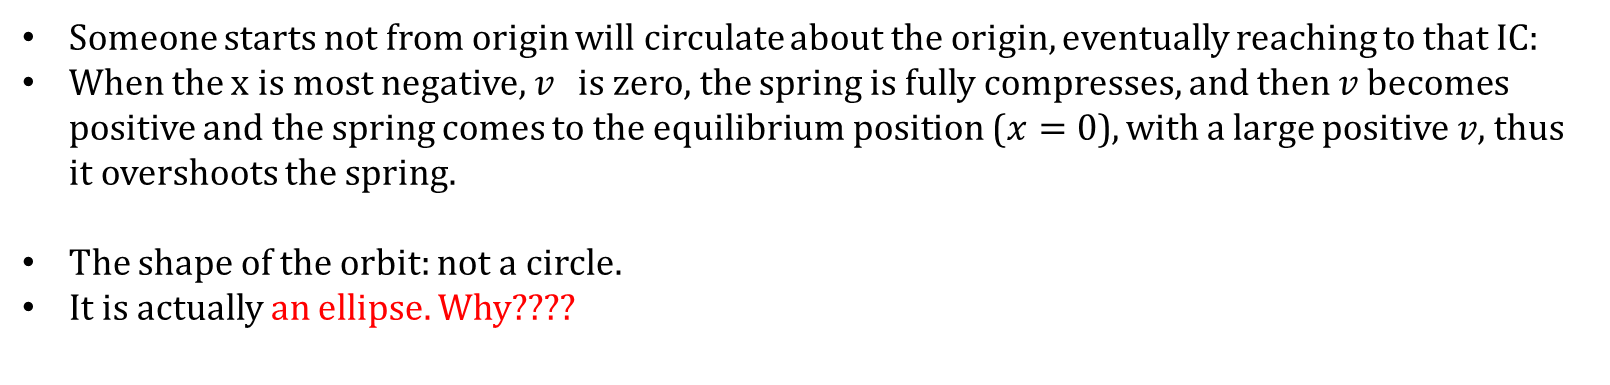 • Someone starts not from origin will circulate about the origin, eventually reaching to that IC:
• When the x is most negative, v is zero, the spring is fully compresses, and then v becomes
positive and the spring comes to the equilibrium position (x = 0), with a large positive v, thus
it overshoots the spring.
• The shape of the orbit: not a circle.
• It is actually an ellipse. Why????